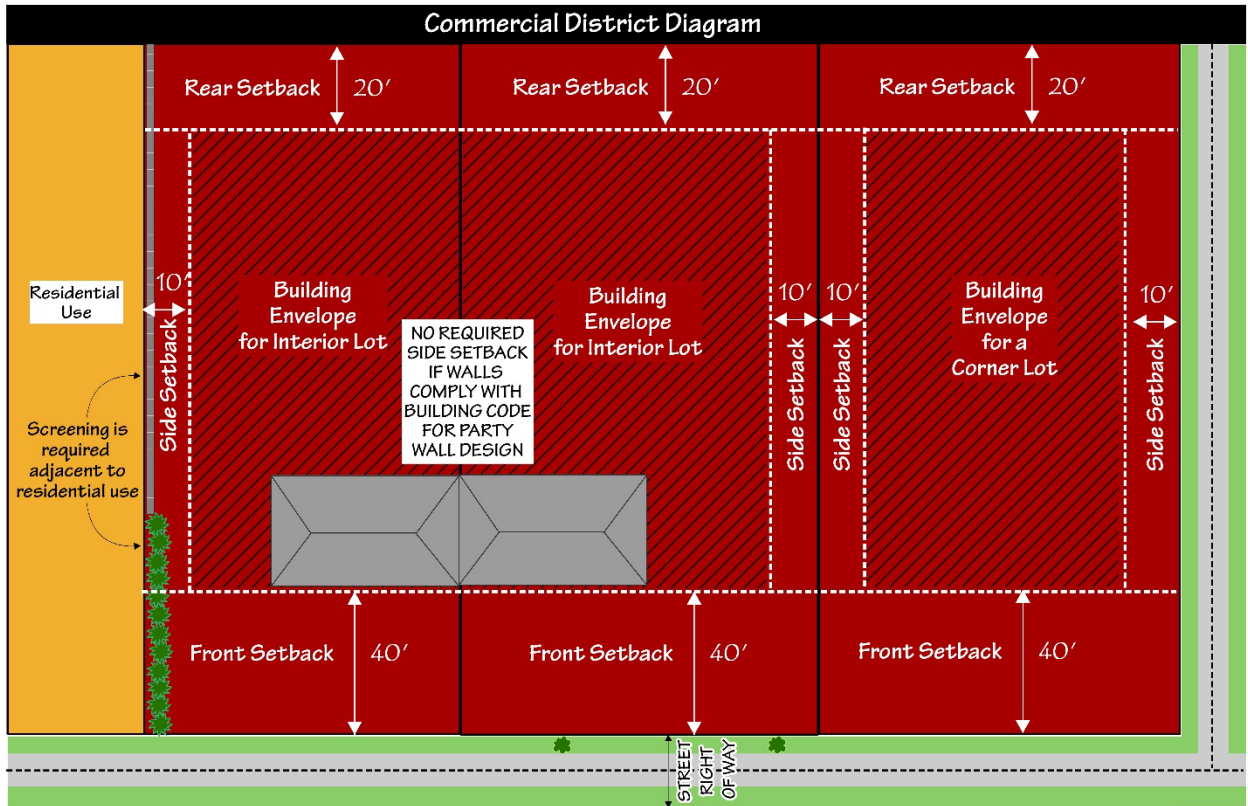 Commercial District Diagram
Rear Setback 20'
Rear Setback 20'
Rear Setback 20'
Residential
Use
10'
Side Setback
Building
Envelope
for Interior Lot
NO REQUIRED
SIDE SETBACK
IF WALLS
COMPLY WITH
BUILDING CODE
FOR PARTY
WALL DESIGN
Building
Envelope
for Interior Lot
10'
Side Setback
10'
Side Setback
Building
Envelope
for a
Corner Lot
10'
Side Setback
Screening is
required
adjacent to
residential use
Front Setback 40'
Front Setback 40'
Front Setback 40'
STREET
RIGHT
OF WAY